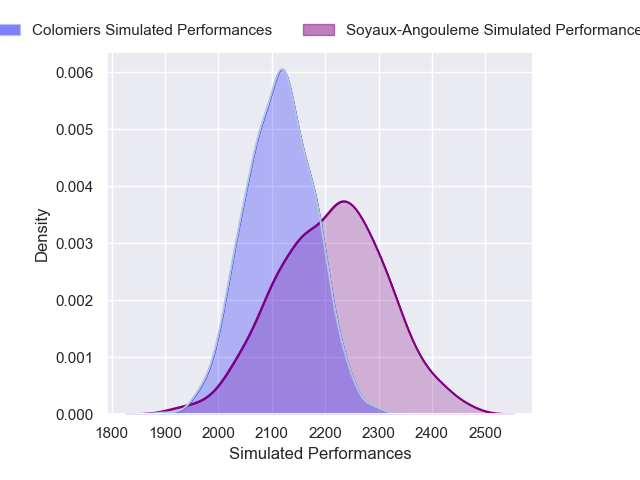 Colomiers Simulated Performances
Soyaux-Angouleme Simulated Performance
0.006
0.005
0.004
0.003
0.002
0.001
0.000
Density
1800 1900 2000 2100 2200 2300 2400 2500
Simulated Performances